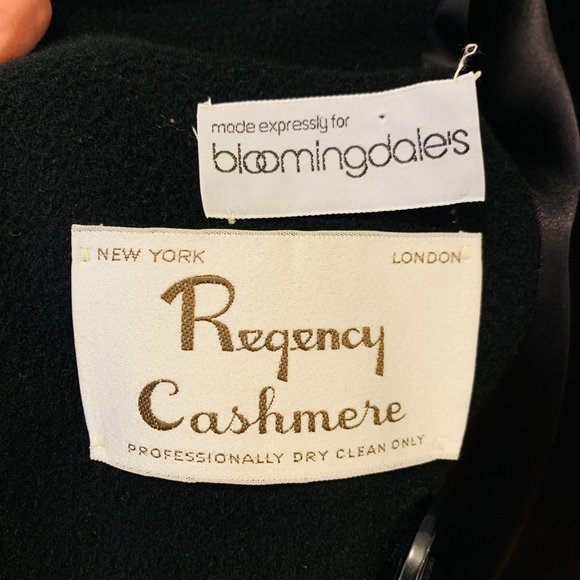 made expressly for
bloomingdale's
NEW YORK LONDON
Regency
Cashmere
PROFESSIONALLY DRY CLEAN ONLY